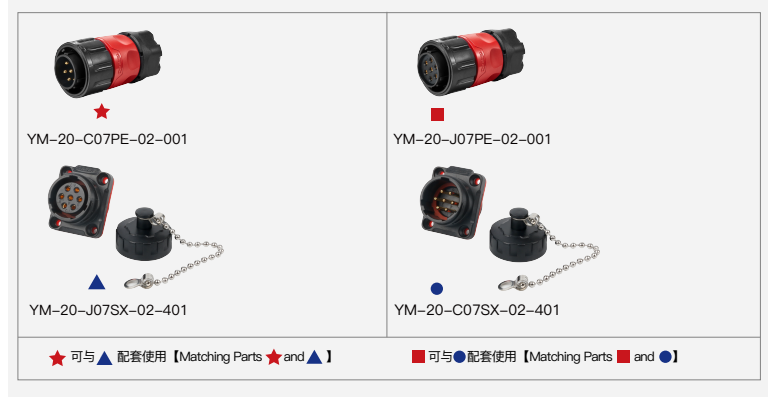 YM-20-C07PE-02-001
YM-20-J07PE-02-001
YM-20-J07SX-02-401
YM-20-C07SX-02-401
★ 可与 ▲ 配套使用【Matching Parts ★ and ▲ 】
■ 可与 ● 配套使用【Matching Parts ■ and ● 】